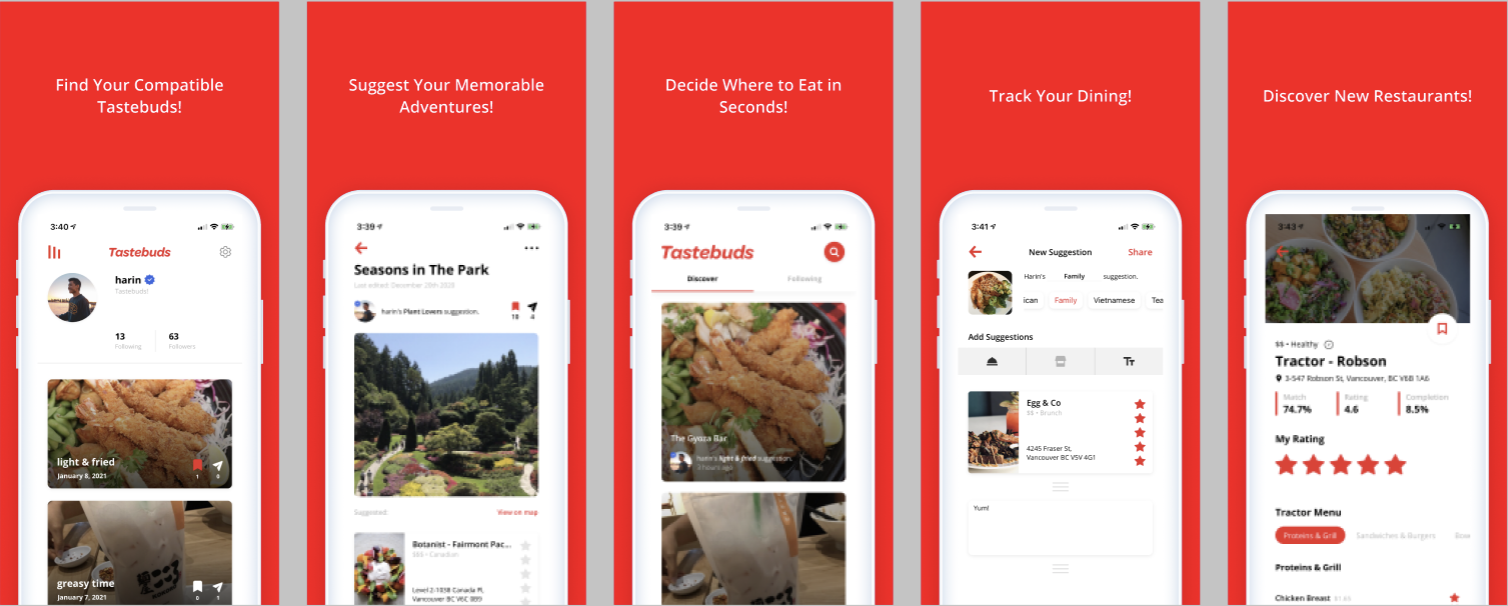 Find Your Compatible
Tastebuds!
3:40
Tastebuds
harin
Tastebuds!
13
63
Following
Followers
light & fried
January 8, 2021
1
0
greasy time
January 7, 2021
0
1
Suggest Your Memorable
Adventures!
3:39
Seasons in The Park
Last edited: December 28th 2020
harin's Plant Lovers suggestion.
18
4
Suggested:
View on map
Botanist - Fairmont Pac...
$$$ • Canadian
Level 2-1038 Canada Pl,
Vancouver BC V6C 0B9
Decide Where to Eat in
Seconds!
3:39
Tastebuds
Discover
Following
The Gyoza Bar
harin's light & fried suggestion.
2 hours ago
Track Your Dining!
3:41
New Suggestion
Share
Harin's
Family
suggestion.
ican
Family
Vietnamese
Tea
Add Suggestions
Tт
Egg & Co
$$ • Brunch
4245 Fraser St,
Vancouver BC V5V 4G1
Yum!
Discover New Restaurants!
3:43
$$ • Healthy
Tractor - Robson
3-547 Robson St, Vancouver, BC V6B 1A6
Match
Rating
Completion
74.7%
4.6
8.5%
My Rating
Tractor Menu
Proteins & Grill
Sandwiches & Burgers
Bow
Proteins & Grill
Chicken Breast